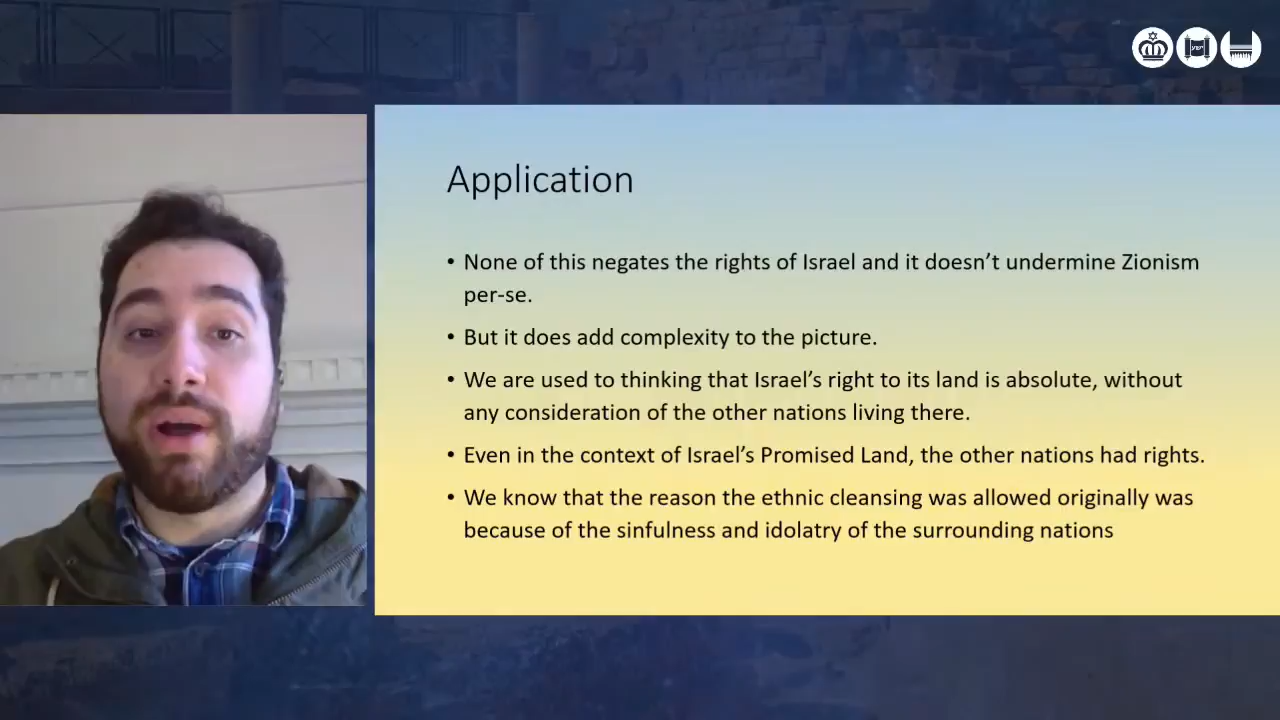 Application
• None of this negates the rights of Israel and it doesn’t undermine Zionism
per-se.
• But it does add complexity to the picture.
• We are used to thinking that Israel’s right to its land is absolute, without
any consideration of the other nations living there.
• Even in the context of Israel’s Promised Land, the other nations had rights.
• We know that the reason the ethnic cleansing was allowed originally was
because of the sinfulness and idolatry of the surrounding nations